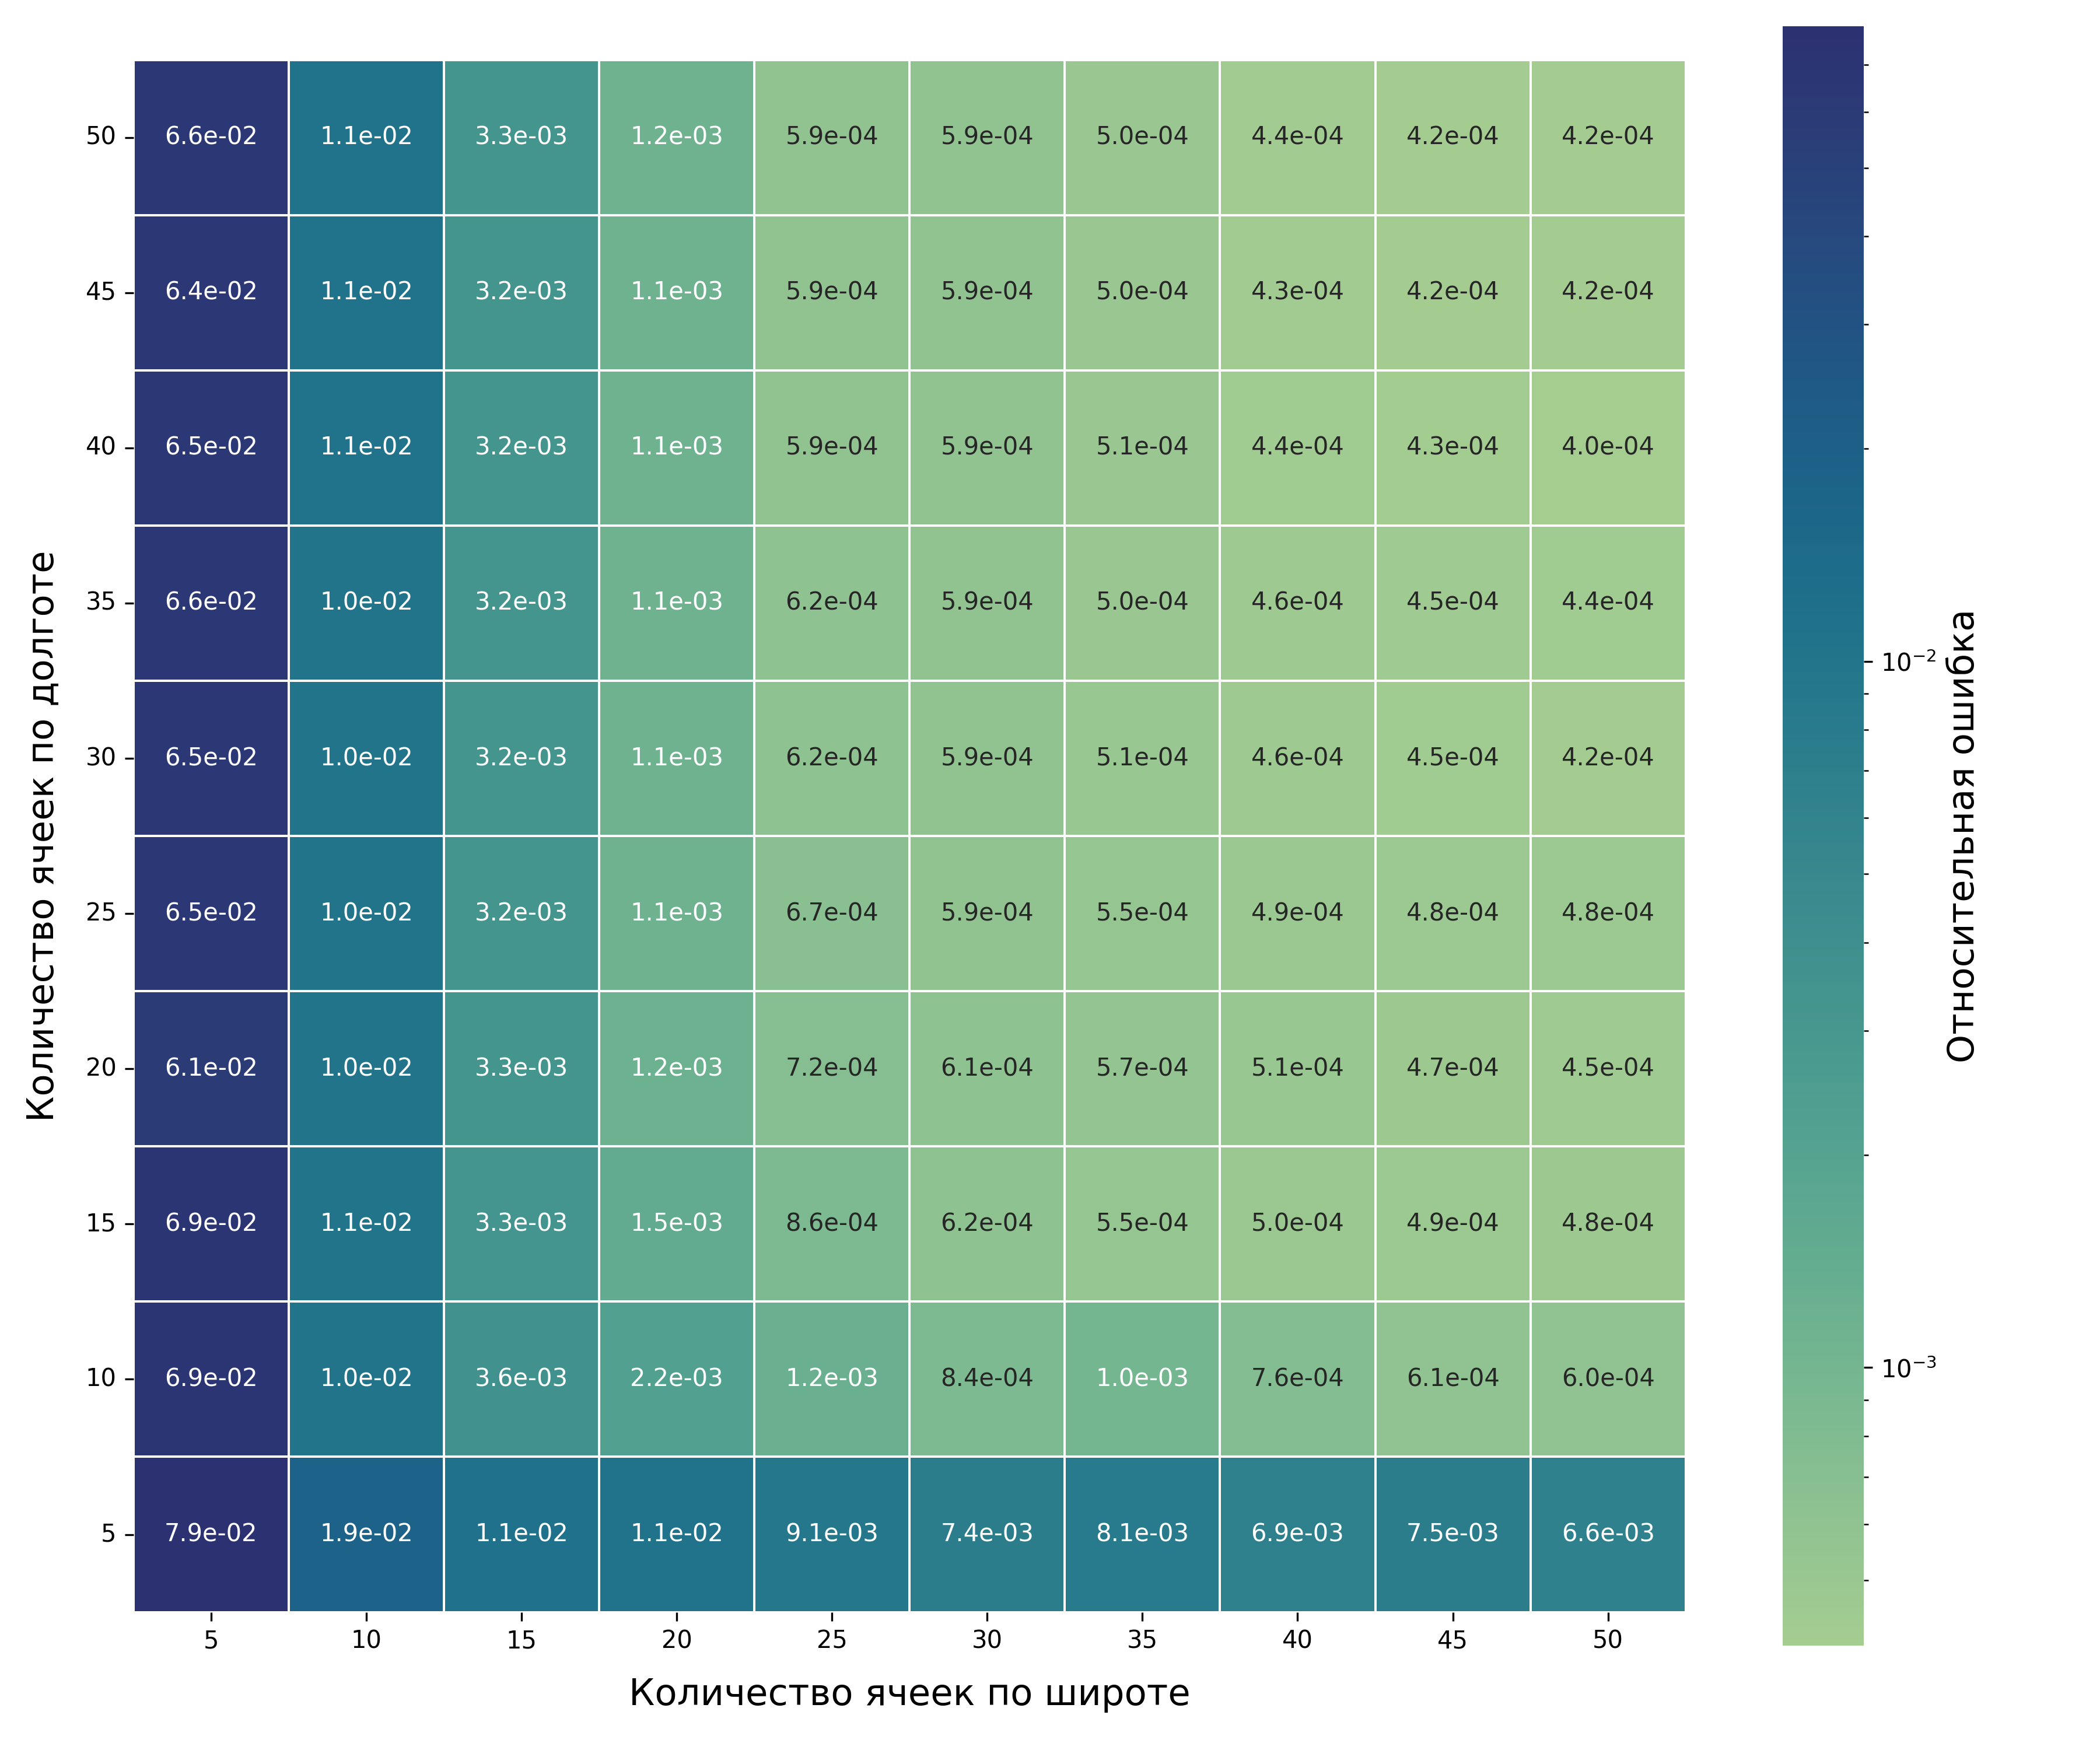 Количество ячеек по долготе
50 6.6e-02 1.1e-02 3.3e-03 1.2e-03 5.9e-04 5.9e-04 5.0e-04 4.4e-04 4.2e-04 4.2e-04
45 6.4e-02 1.1e-02 3.2e-03 1.1e-03 5.9e-04 5.9e-04 5.0e-04 4.3e-04 4.2e-04 4.2e-04
40 6.5e-02 1.1e-02 3.2e-03 1.1e-03 5.9e-04 5.9e-04 5.1e-04 4.4e-04 4.3e-04 4.0e-04
35 6.6e-02 1.0e-02 3.2e-03 1.1e-03 6.2e-04 5.9e-04 5.0e-04 4.6e-04 4.5e-04 4.4e-04
30 6.5e-02 1.0e-02 3.2e-03 1.1e-03 6.2e-04 5.9e-04 5.1e-04 4.6e-04 4.5e-04 4.2e-04
25 6.5e-02 1.0e-02 3.2e-03 1.1e-03 6.7e-04 5.9e-04 5.5e-04 4.9e-04 4.8e-04 4.8e-04
20 6.1e-02 1.0e-02 3.3e-03 1.2e-03 7.2e-04 6.1e-04 5.7e-04 5.1e-04 4.7e-04 4.5e-04
15 6.9e-02 1.1e-02 3.3e-03 1.5e-03 8.6e-04 6.2e-04 5.5e-04 5.0e-04 4.9e-04 4.8e-04
10 6.9e-02 1.0e-02 3.6e-03 2.2e-03 1.2e-03 8.4e-04 1.0e-03 7.6e-04 6.1e-04 6.0e-04
5 7.9e-02 1.9e-02 1.1e-02 1.1e-02 9.1e-03 7.4e-03 8.1e-03 6.9e-03 7.5e-03 6.6e-03
5 10 15 20 25 30 35 40 45 50
Количество ячеек по широте
10⁻²
10⁻³
Относительная ошибка